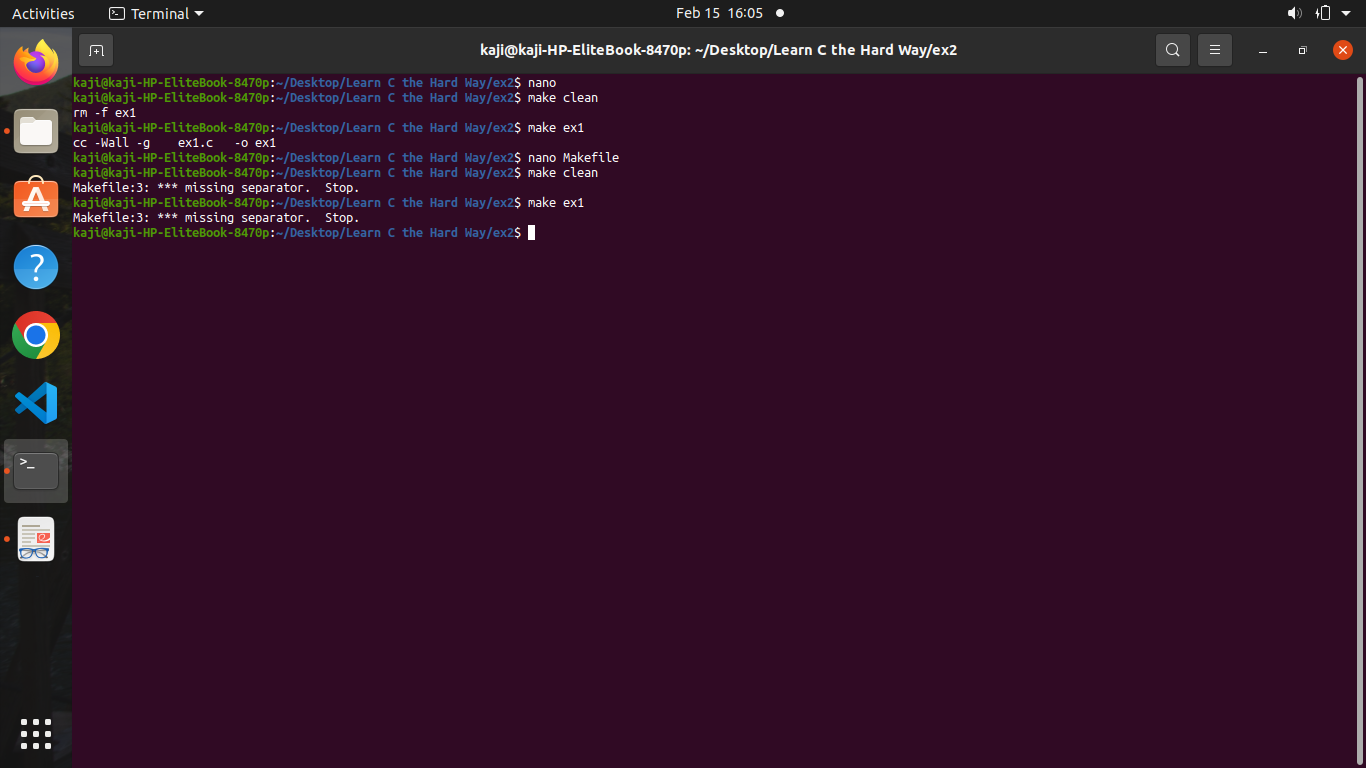 Activities Terminal Feb 15 16:05
kaji@kaji-HP-EliteBook-8470p: ~/Desktop/Learn C the Hard Way/ex2
kaji@kaji-HP-EliteBook-8470p:~/Desktop/Learn C the Hard Way/ex2$ nano
kaji@kaji-HP-EliteBook-8470p:~/Desktop/Learn C the Hard Way/ex2$ make clean
rm -f ex1
kaji@kaji-HP-EliteBook-8470p:~/Desktop/Learn C the Hard Way/ex2$ make ex1
cc -Wall -g    ex1.c   -o ex1
kaji@kaji-HP-EliteBook-8470p:~/Desktop/Learn C the Hard Way/ex2$ nano Makefile
kaji@kaji-HP-EliteBook-8470p:~/Desktop/Learn C the Hard Way/ex2$ make clean
Makefile:3: *** missing separator.  Stop.
kaji@kaji-HP-EliteBook-8470p:~/Desktop/Learn C the Hard Way/ex2$ make ex1
Makefile:3: *** missing separator.  Stop.
kaji@kaji-HP-EliteBook-8470p:~/Desktop/Learn C the Hard Way/ex2$